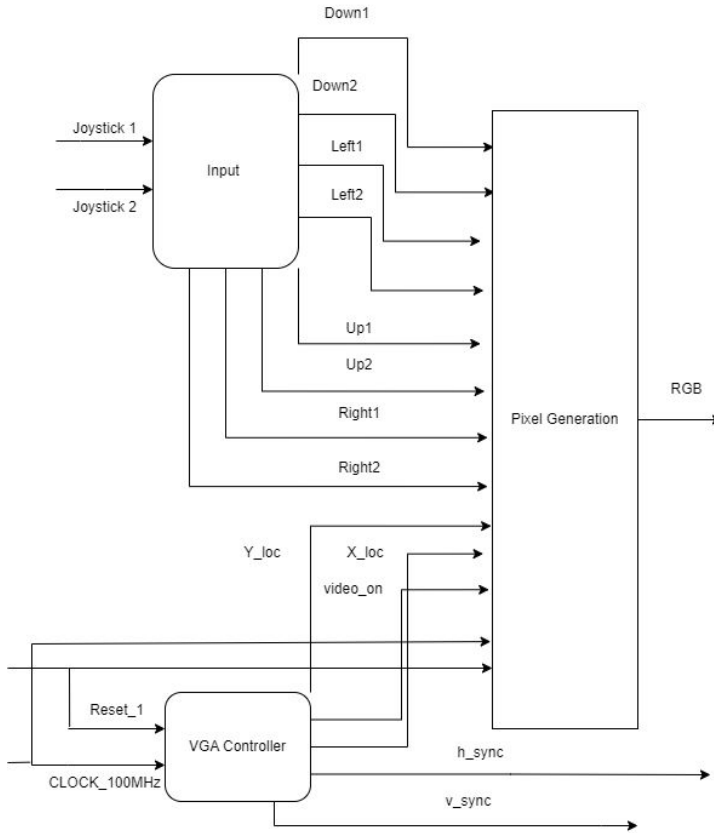 Down1
Down2
Joystick 1
Left1
Input
Left2
Joystick 2
Up1
Up2
RGB
Right1
Pixel Generation
Right2
Y_loc
X_loc
video_on
Reset_1
VGA Controller
h_sync
CLOCK_100MHz
v_sync